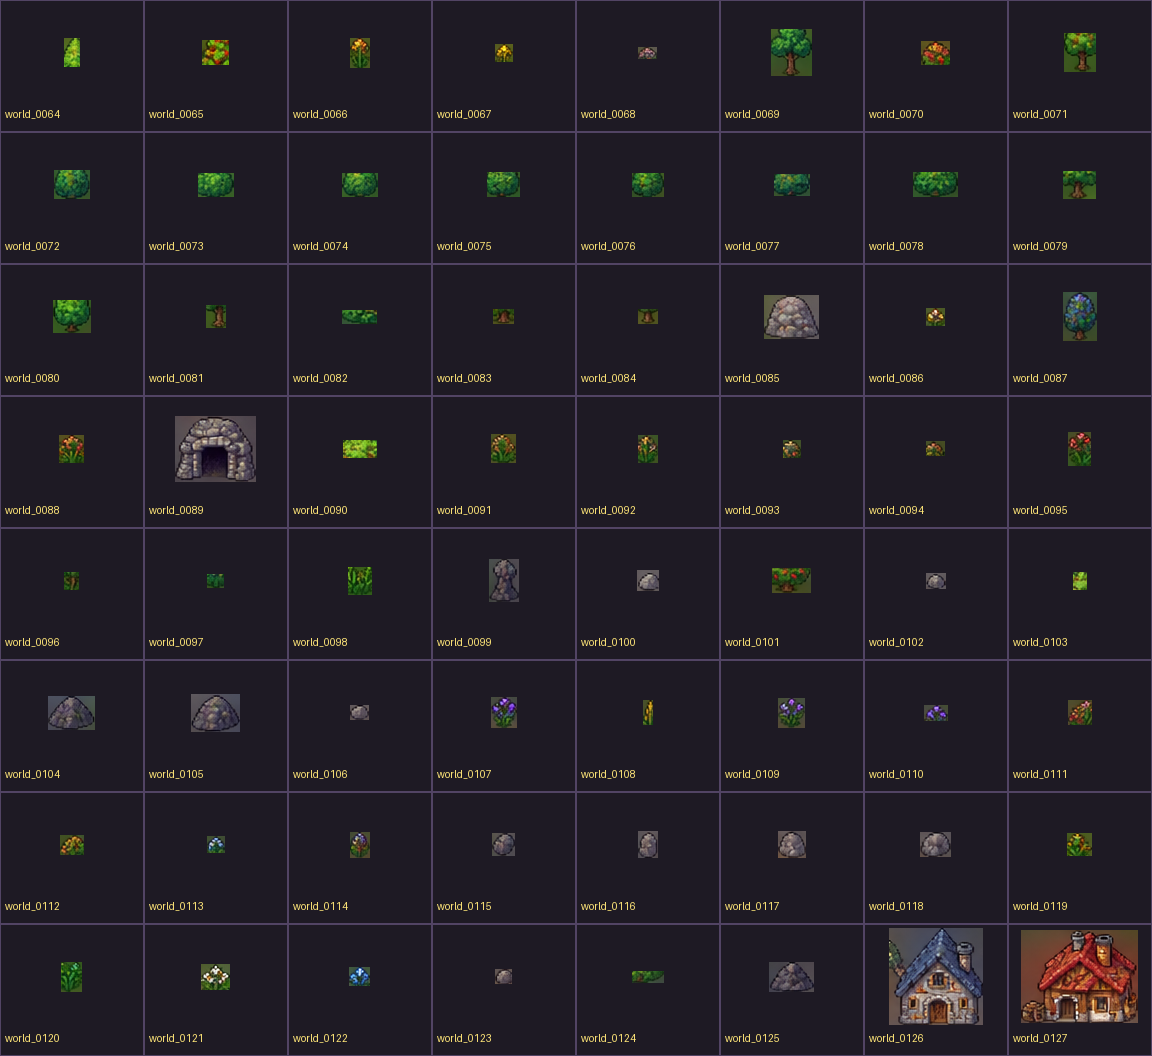 world_0064 world_0065 world_0066 world_0067 world_0068 world_0069 world_0070 world_0071
world_0072 world_0073 world_0074 world_0075 world_0076 world_0077 world_0078 world_0079
world_0080 world_0081 world_0082 world_0083 world_0084 world_0085 world_0086 world_0087
world_0088 world_0089 world_0090 world_0091 world_0092 world_0093 world_0094 world_0095
world_0096 world_0097 world_0098 world_0099 world_0100 world_0101 world_0102 world_0103
world_0104 world_0105 world_0106 world_0107 world_0108 world_0109 world_0110 world_0111
world_0112 world_0113 world_0114 world_0115 world_0116 world_0117 world_0118 world_0119
world_0120 world_0121 world_0122 world_0123 world_0124 world_0125 world_0126 world_0127